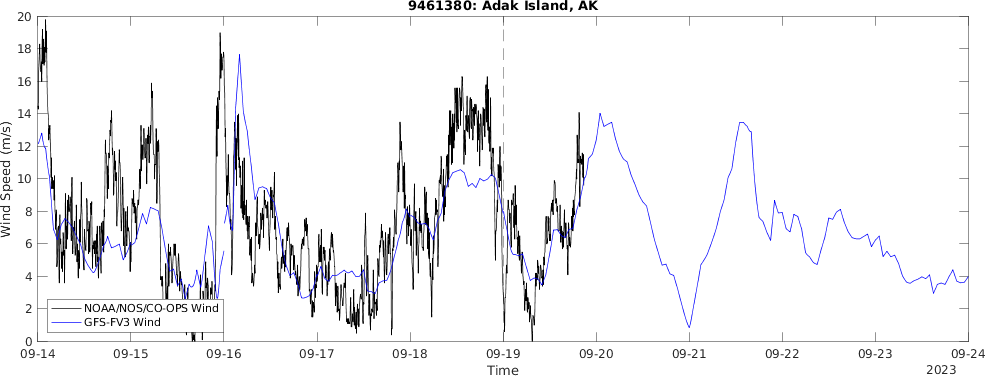 9461380: Adak Island, AK
Wind Speed (m/s)
20
18
16
14
12
10
8
6
4
2
0
NOAA/NOS/CO-OPS Wind
GFS-FV3 Wind
09-14 09-15 09-16 09-17 09-18 09-19 09-20 09-21 09-22 09-23 09-24
Time
2023